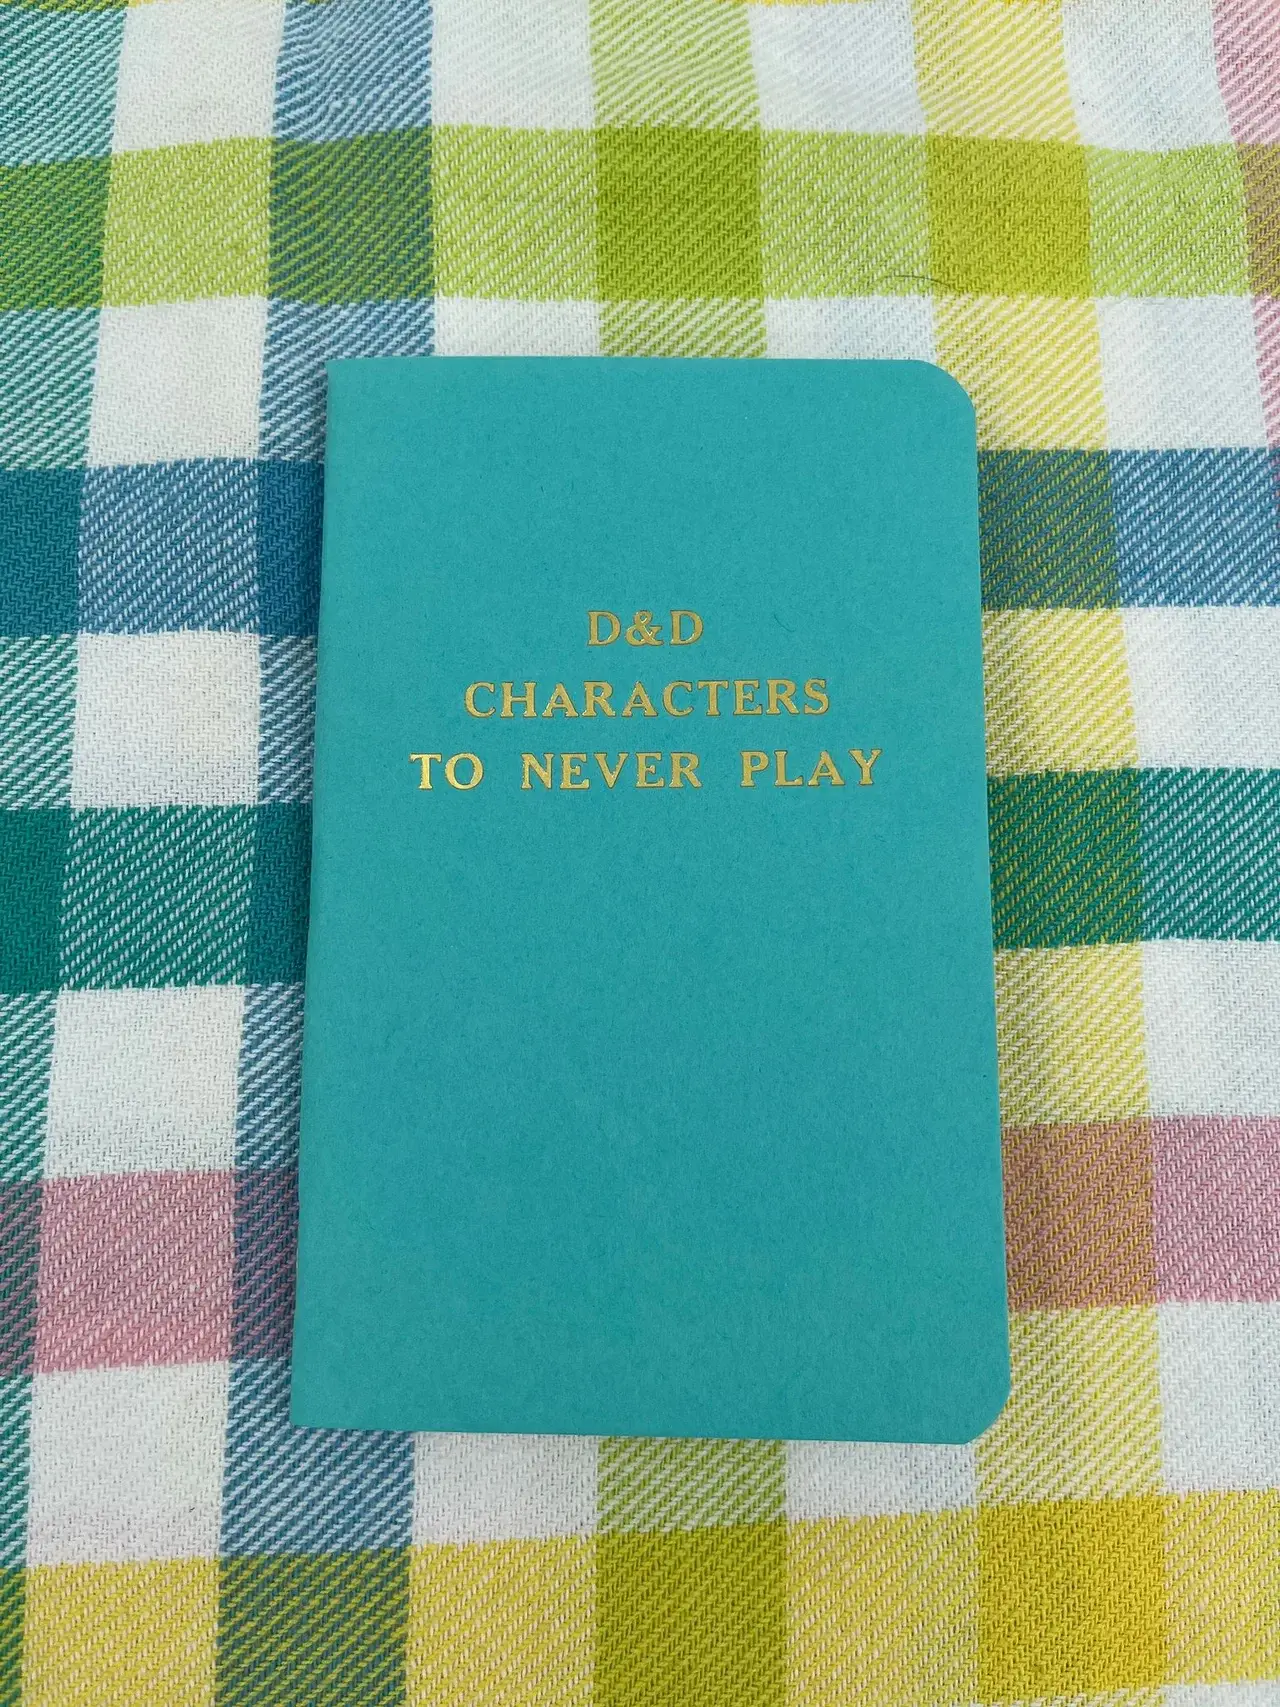 D&D
CHARACTERS
TO NEVER PLAY